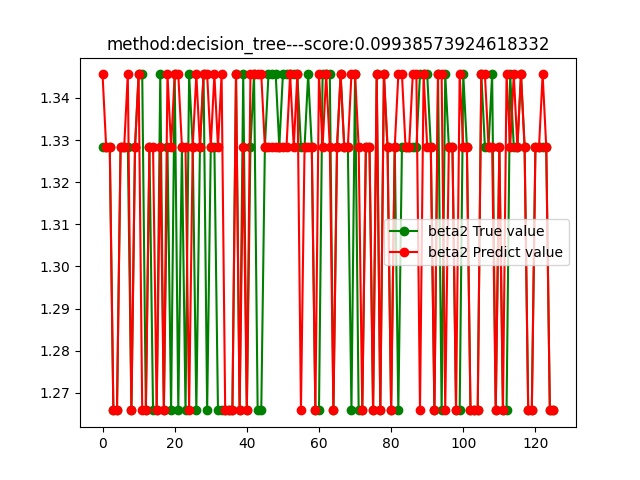 method:decision_tree---score:0.09938573924618332
1.34
1.33
1.32
1.31
1.30
1.29
1.28
1.27
beta2 True value
beta2 Predict value
0 20 40 60 80 100 120